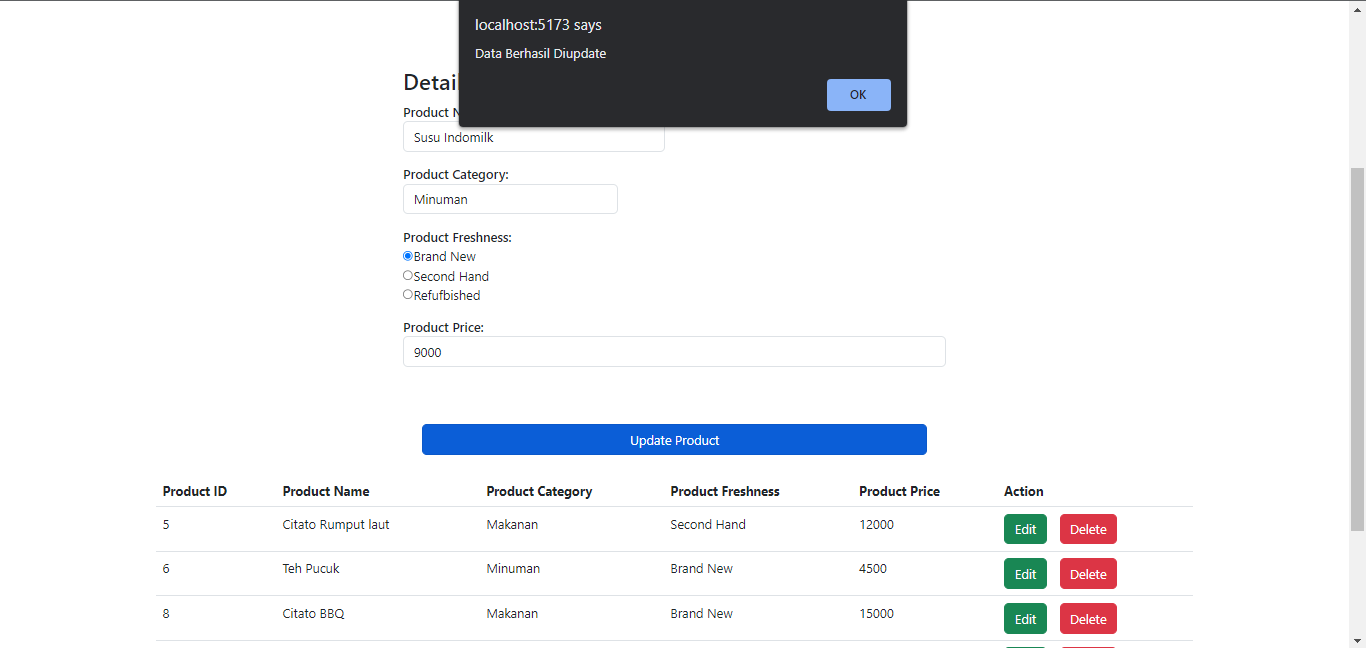 localhost:5173 says
Data Berhasil Diupdate
OK
Detail
Product N
Susu Indomilk
Product Category:
Minuman
Product Freshness:
Brand New
Second Hand
Refufbished
Product Price:
9000
Update Product
Product ID Product Name Product Category Product Freshness Product Price Action
5 Citato Rumput laut Makanan Second Hand 12000 Edit Delete
6 Teh Pucuk Minuman Brand New 4500 Edit Delete
8 Citato BBQ Makanan Brand New 15000 Edit Delete